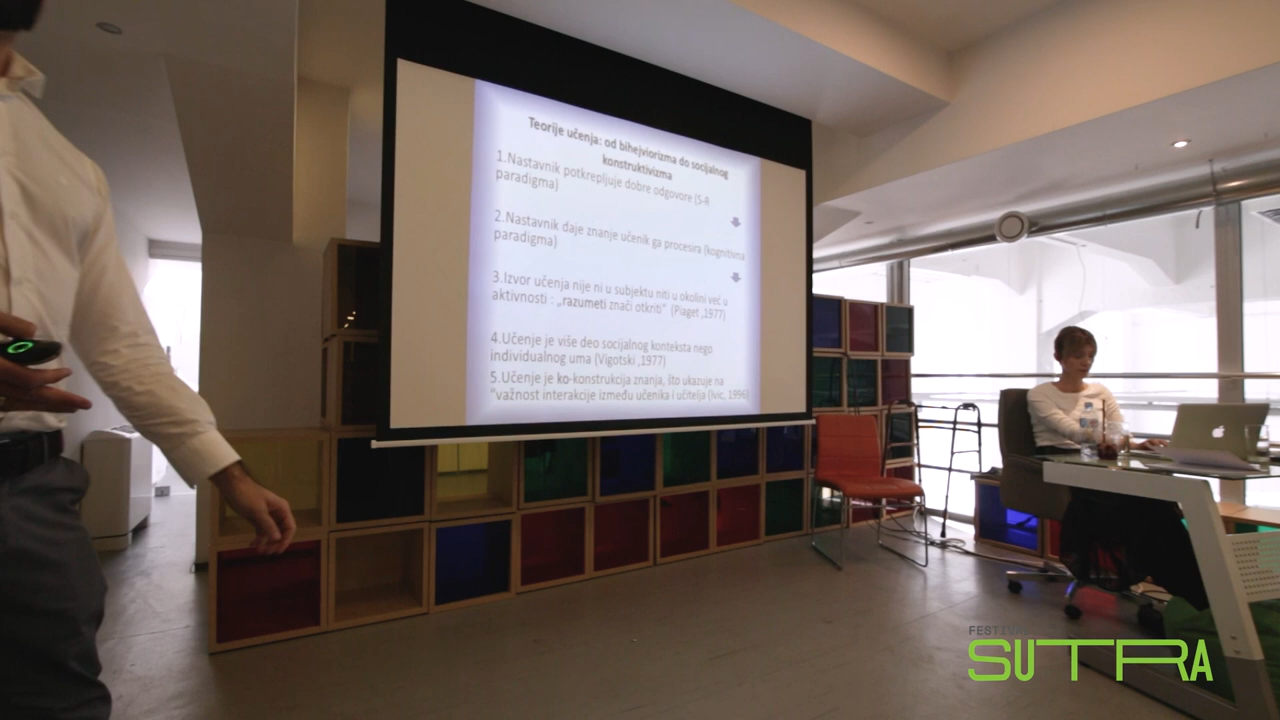 Teorije učenja: od bihejviorizma do socijalnog
konstruktivizma
1.Nastavnik potkrepljuje dobre odgovore (S-R
paradigma)
2.Nastavnik daje znanje učenik ga procesira (kognitivna
paradigma)
3.Izvor učenja nije ni u subjektu niti u okolini već u
aktivnosti : „razumeti znači otkriti" (Piaget ,1977)
4.Učenje je više deo socijalnog konteksta nego
individualnog uma (Vigotski ,1977)
5.Učenje je ko-konstrukcija znanja, što ukazuje na
"važnost interakcije između učenika i učitelja (Ivic, 1996)
FESTIVAL
SUTRA